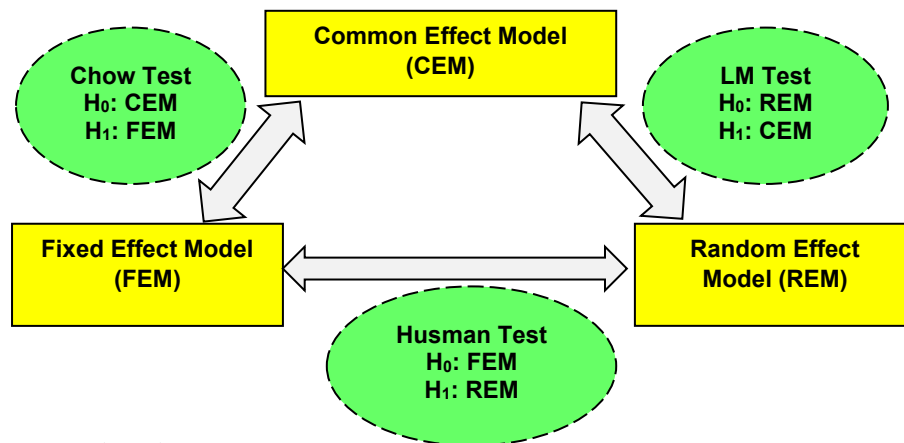 Common Effect Model
(CEM)
Chow Test
H₀: CEM
H₁: FEM
LM Test
H₀: REM
H₁: CEM
Fixed Effect Model
(FEM)
Random Effect
Model (REM)
Husman Test
H₀: FEM
H₁: REM